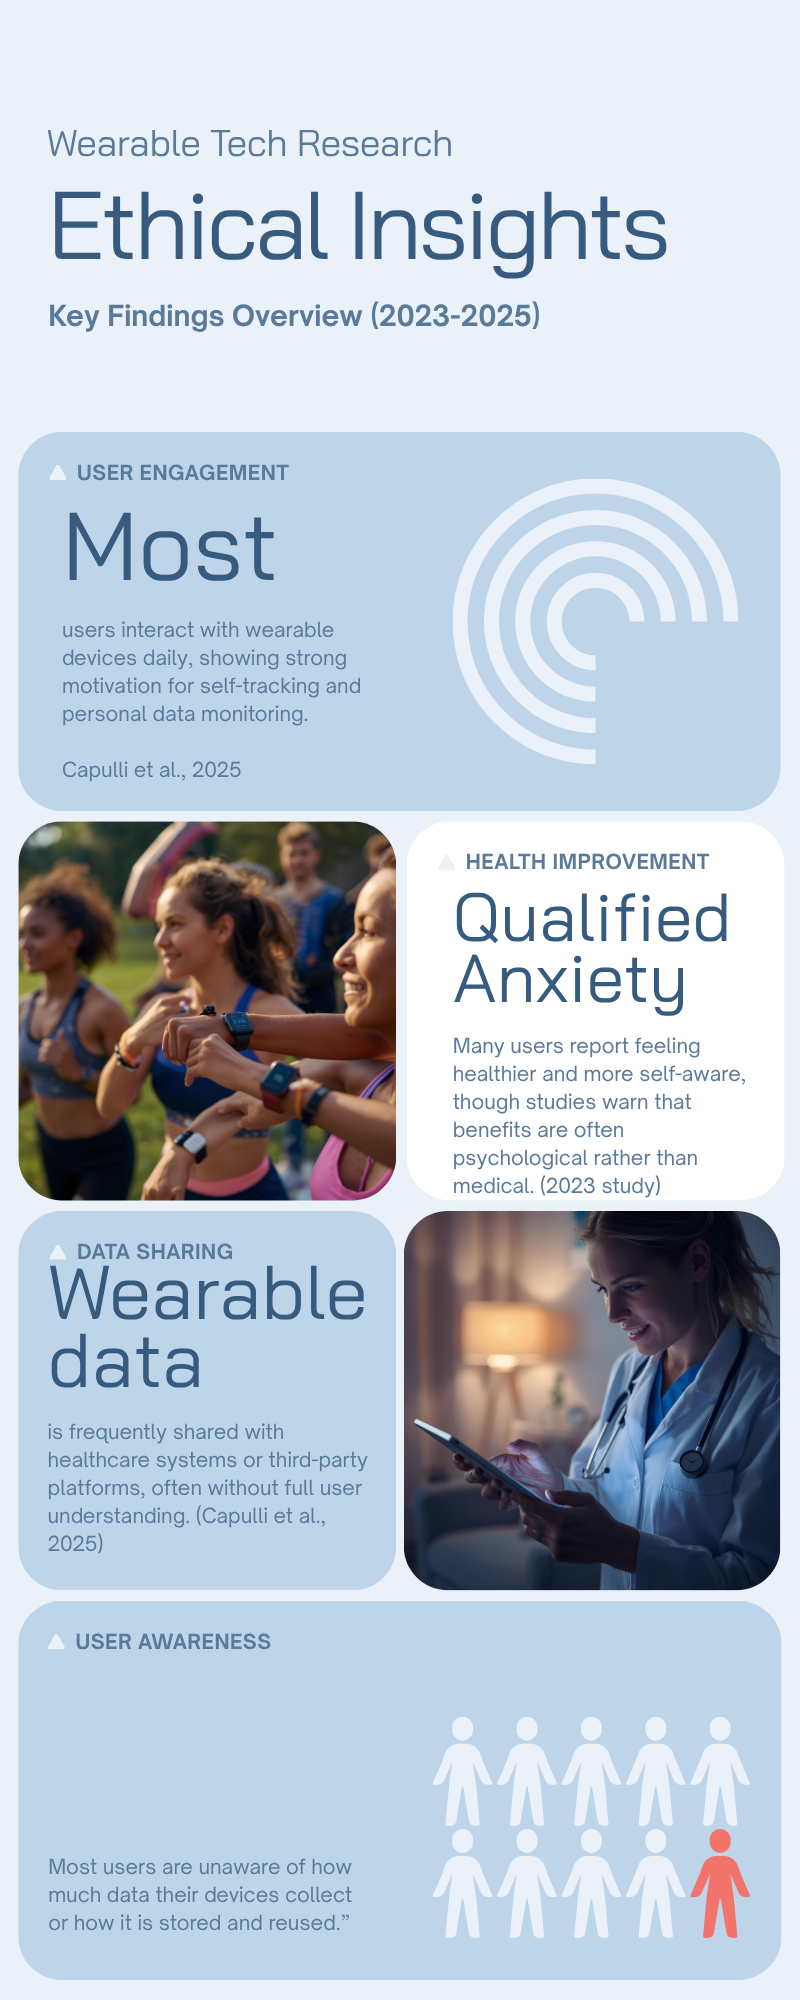 Wearable Tech Research
Ethical Insights
Key Findings Overview (2023-2025)
USER ENGAGEMENT
Most
users interact with wearable
devices daily, showing strong
motivation for self-tracking and
personal data monitoring.
Capulli et al., 2025
HEALTH IMPROVEMENT
Qualified
Anxiety
Many users report feeling
healthier and more self-aware,
though studies warn that
benefits are often
psychological rather than
medical. (2023 study)
DATA SHARING
Wearable
data
is frequently shared with
healthcare systems or third-party
platforms, often without full user
understanding. (Capulli et al.,
2025)
USER AWARENESS
Most users are unaware of how
much data their devices collect
or how it is stored and reused.”